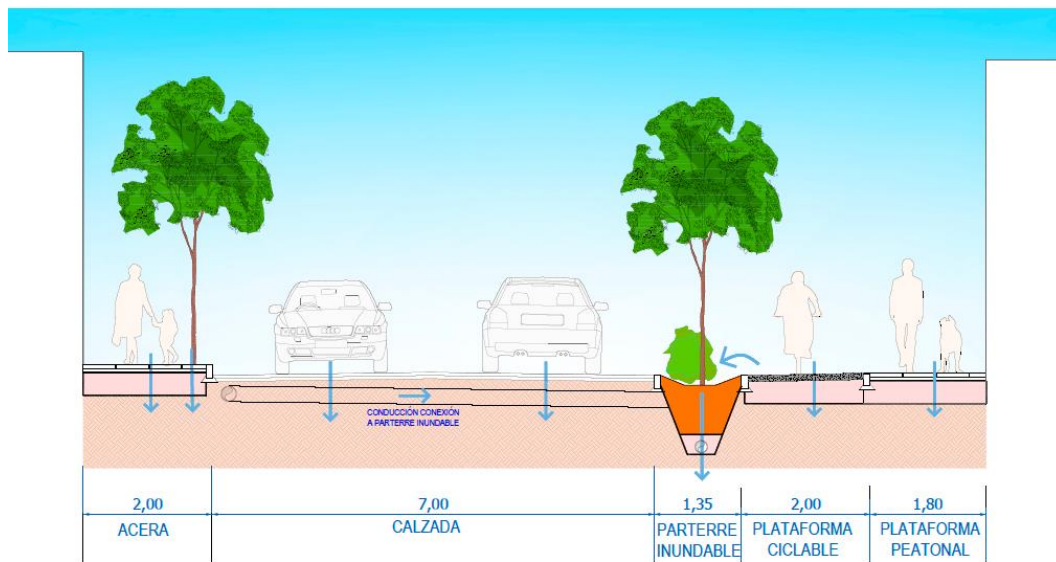 CONDUCCIÓN CONEXIÓN
A PARTERRE INUNDABLE
2,00
ACERA
7,00
CALZADA
1,35
PARTERRE
INUNDABLE
2,00
PLATAFORMA
CICLABLE
1,80
PLATAFORMA
PEATONAL